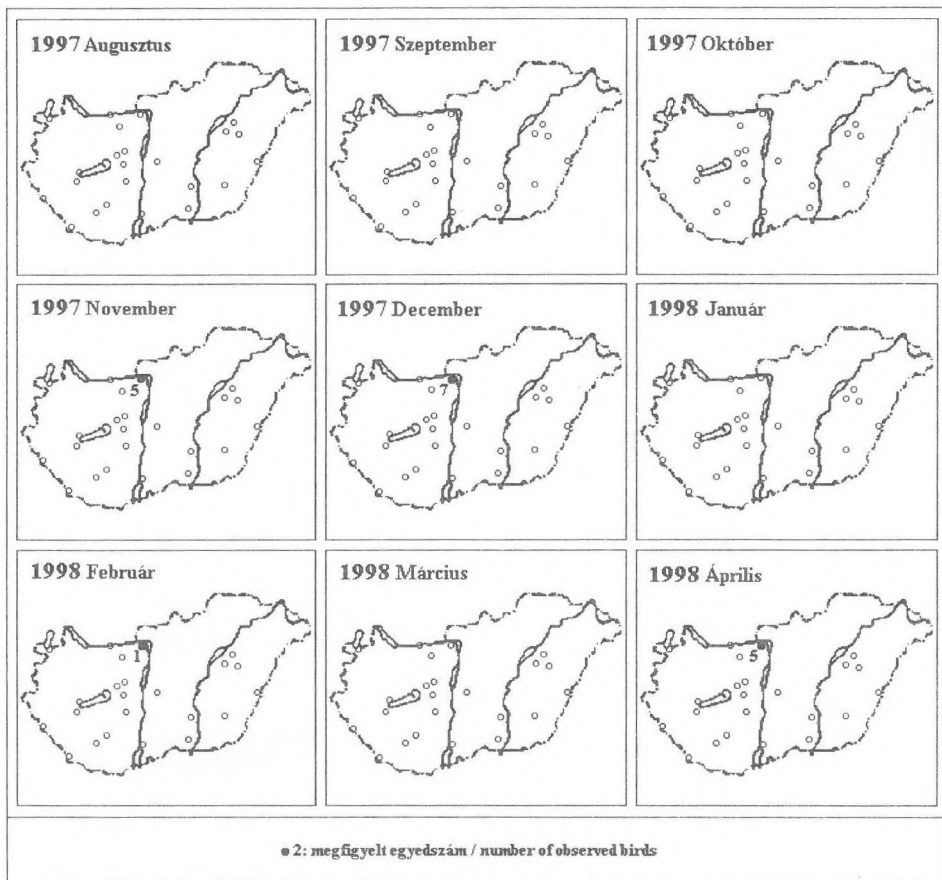 1997 Augusztus
1997 Szeptember
1997 Október
1997 November
5
1997 December
7
1998 Január
1998 Február
1
1998 Március
1998 Április
5
● 2: megfigyelt egyedszám / number of observed birds